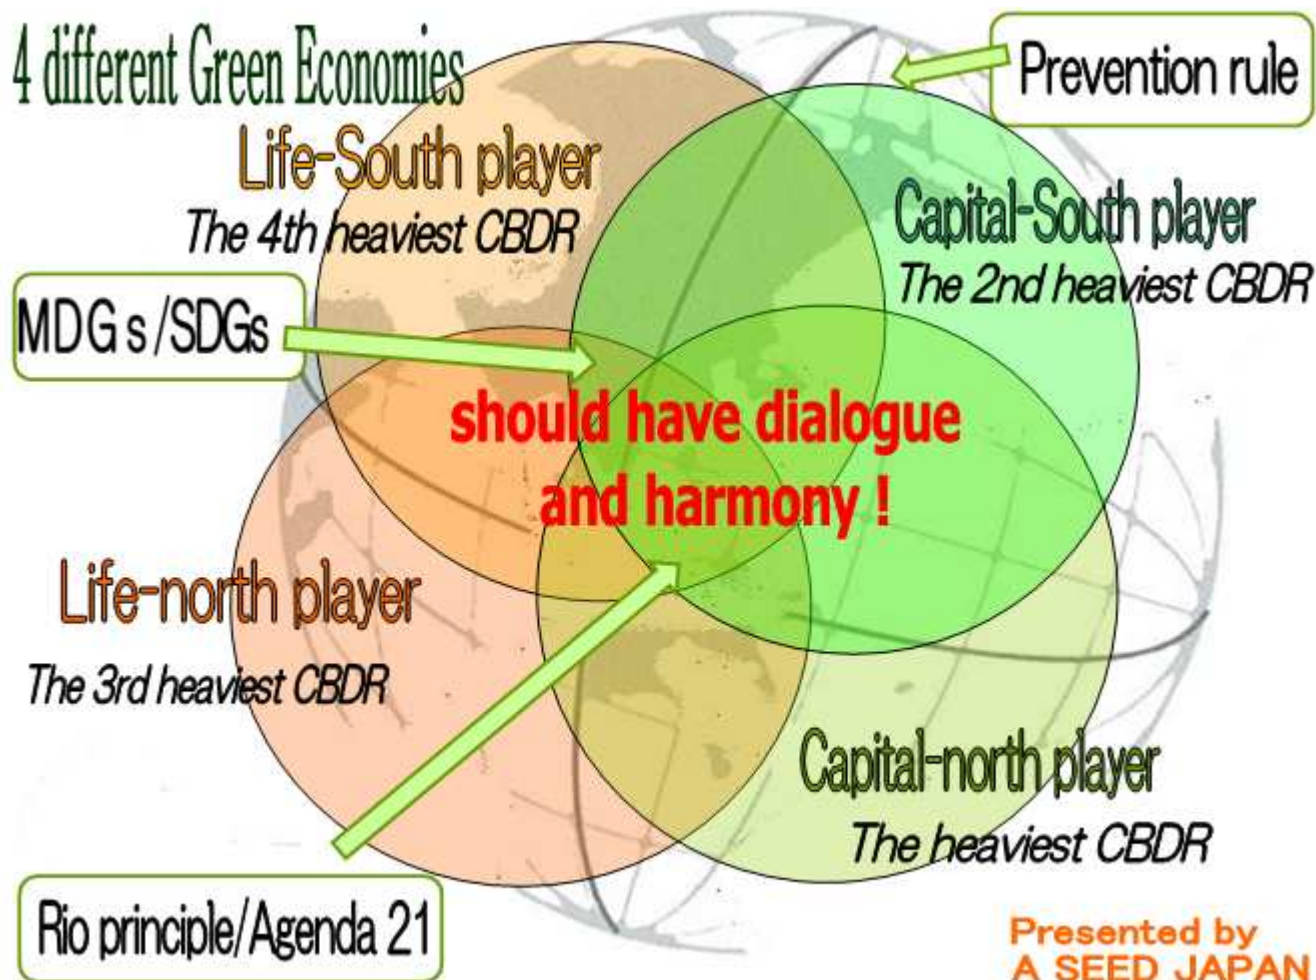 4 different Green Economies
Prevention rule
Life-South player
The 4th heaviest CBDR
Capital-South player
The 2nd heaviest CBDR
MDG s /SDGs
should have dialogue
and harmony !
Life-north player
The 3rd heaviest CBDR
Capital-north player
The heaviest CBDR
Rio principle/Agenda 21
Presented by
A SEED JAPAN